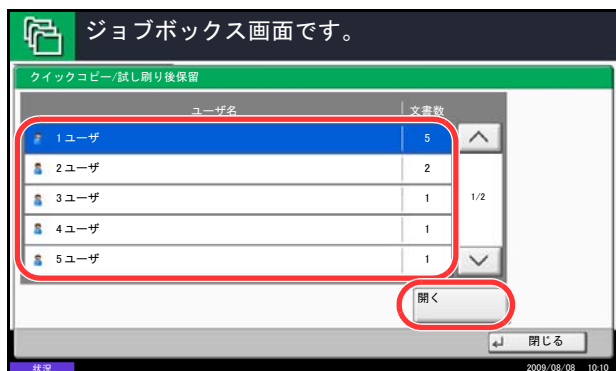 ジョブボックス画面です。
クイックコピー/試し刷り後保留
ユーザ名 文書数
1 ユーザ 5
2 ユーザ 2
3 ユーザ 1 1/2
4 ユーザ 1
5 ユーザ 1
開く
閉じる
状況 2009/08/08 10:10